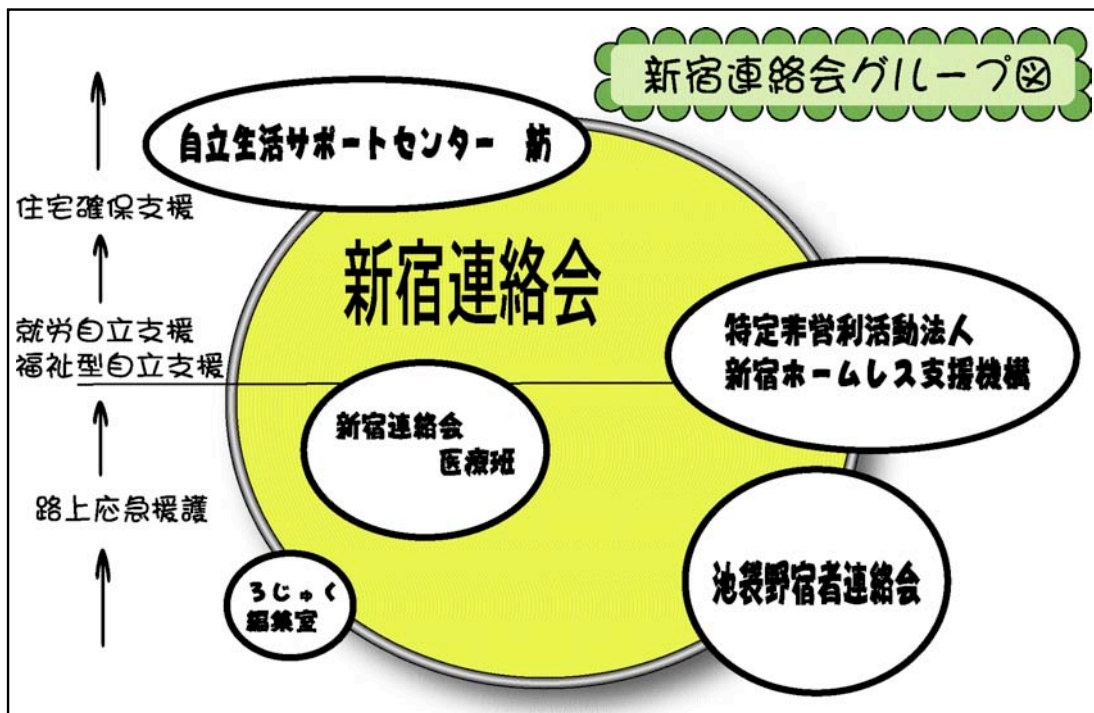 新宿連絡会グループ図
自立生活サポートセンター 舫
住宅確保支援
新宿連絡会
就労自立支援
福祉型自立支援
特定非営利活動法人
新宿ホームレス支援機構
新宿連絡会
医療班
路上応急援護
池袋野宿者連絡会
ろじゅく
編集室